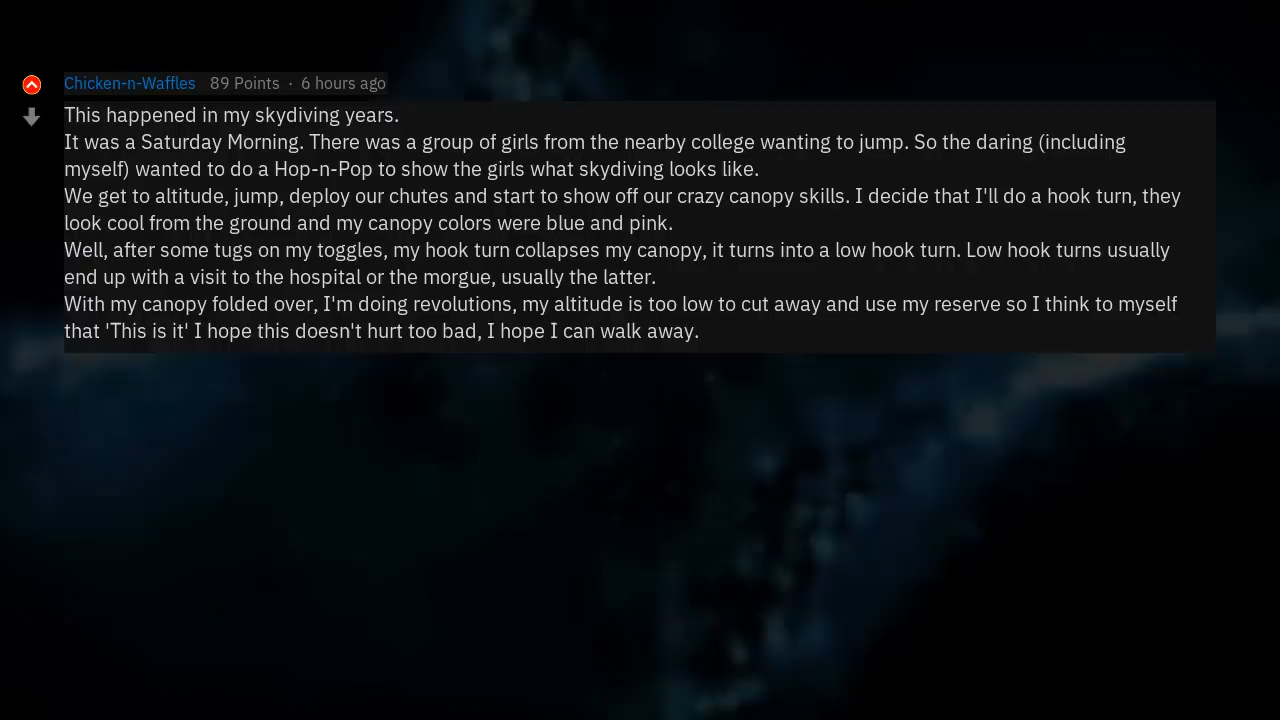 Chicken-n-Waffles 89 Points · 6 hours ago
This happened in my skydiving years.
It was a Saturday Morning. There was a group of girls from the nearby college wanting to jump. So the daring (including
myself) wanted to do a Hop-n-Pop to show the girls what skydiving looks like.
We get to altitude, jump, deploy our chutes and start to show off our crazy canopy skills. I decide that I'll do a hook turn, they
look cool from the ground and my canopy colors were blue and pink.
Well, after some tugs on my toggles, my hook turn collapses my canopy, it turns into a low hook turn. Low hook turns usually
end up with a visit to the hospital or the morgue, usually the latter.
With my canopy folded over, I'm doing revolutions, my altitude is too low to cut away and use my reserve so I think to myself
that 'This is it' I hope this doesn't hurt too bad, I hope I can walk away.